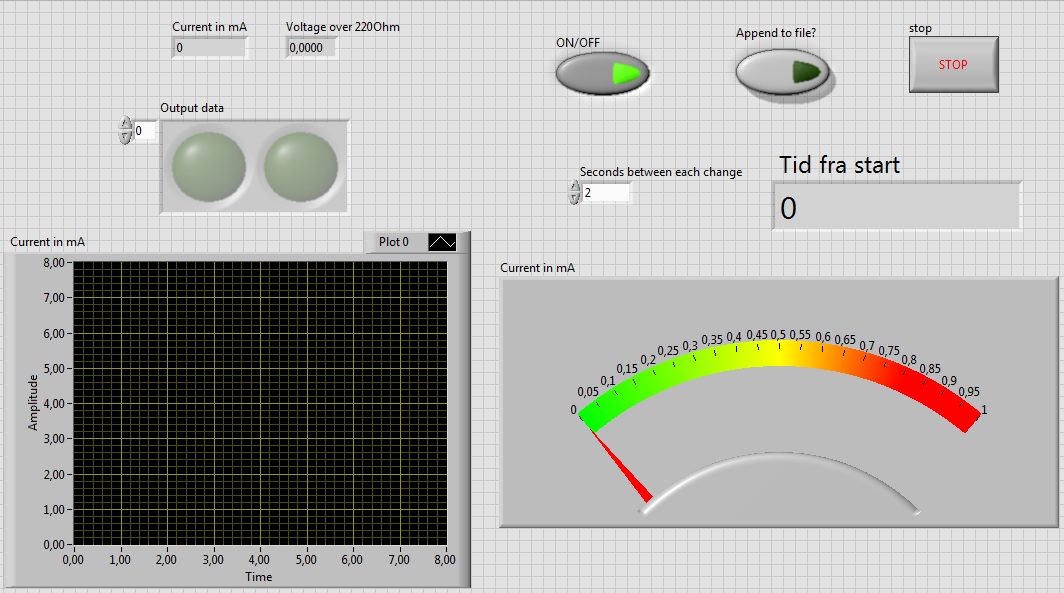 Current in mA
0
Voltage over 220Ohm
0,0000
ON/OFF
Append to file?
stop
STOP
Output data
0
Seconds between each change
2
Tid fra start
0
Current in mA
Plot 0
8,00
7,00
6,00
5,00
4,00
3,00
2,00
1,00
0,00
Amplitude
0,00 1,00 2,00 3,00 4,00 5,00 6,00 7,00 8,00
Time
Current in mA
0 0,05 0,1 0,15 0,2 0,25 0,3 0,35 0,4 0,45 0,5 0,55 0,6 0,65 0,7 0,75 0,8 0,85 0,9 0,95 1